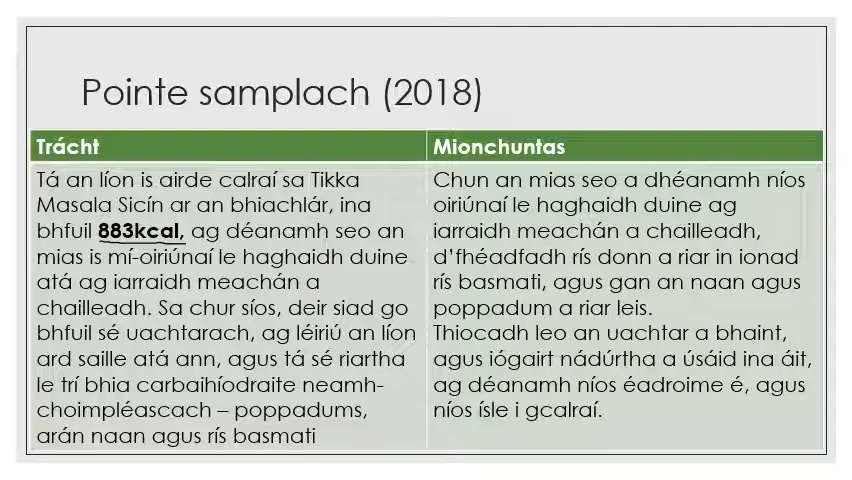 Pointe samplach (2018)
Trácht
Tá an líon is airde calraí sa Tikka
Masala Sicín ar an bhiachlár, ina
bhfuil 883kcal, ag déanamh seo an
mias is mí-oiriúnaí le haghaidh duine
atá ag iarraidh meachán a
chailleadh. Sa chur síos, deir siad go
bhfuil sé uachtarach, ag léiriú an líon
ard saille atá ann, agus tá sé riartha
le trí bhia carbaihíodraite neamh-
choimpléascach – poppadums,
arán naan agus rís basmati
Mionchuntas
Chun an mias seo a dhéanamh níos
oiriúnaí le haghaidh duine ag
iarraidh meachán a chailleadh,
d'fhéadfadh rís donn a riar in ionad
rís basmati, agus gan an naan agus
poppadum a riar leis.
Thiocadh leo an uachtar a bhaint,
agus iógairt nádúrtha a úsáid ina áit,
ag déanamh níos éadroime é, agus
níos ísle i gcalraí.